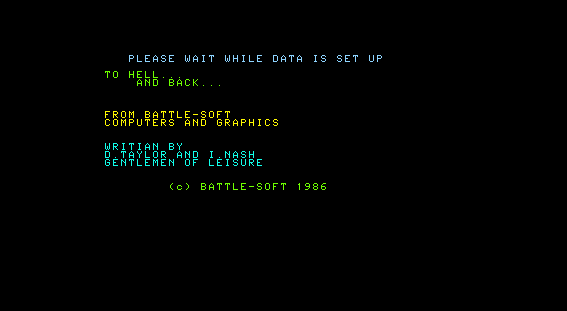 PLEASE WAIT WHILE DATA IS SET UP
TO HELL...
AND BACK...
FROM BATTLE-SOFT
COMPUTERS AND GRAPHICS
WRITIAN BY
D.TAYLOR AND I.NASH
GENTLEMEN OF LEISURE
(c) BATTLE-SOFT 1986